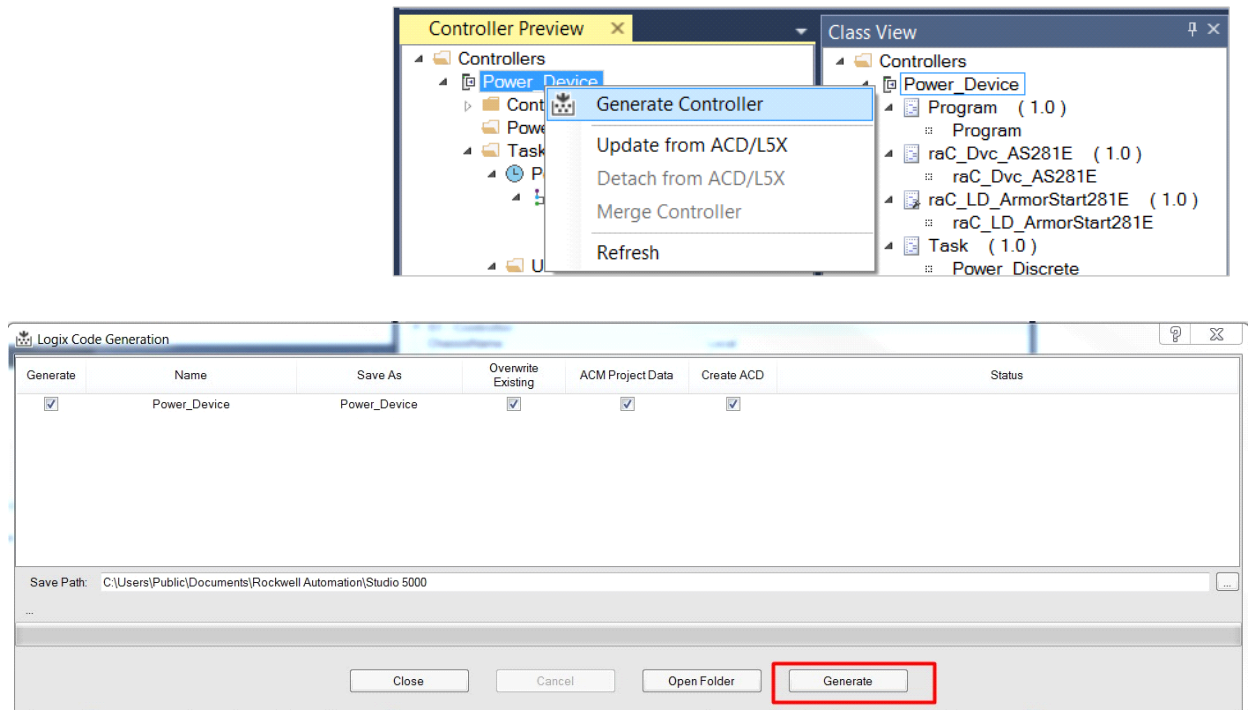 Controller Preview
Class View
Controllers
Power_Device
Cont
Powe
Task
P
U
Generate Controller
Update from ACD/L5X
Detach from ACD/L5X
Merge Controller
Refresh
Controllers
Power_Device
Program (1.0)
Program
raC_Dvc_AS281E (1.0)
raC_Dvc_AS281E
raC_LD_ArmorStart281E (1.0)
raC_LD_ArmorStart281E
Task (1.0)
Power_Discrete
Logix Code Generation
Generate Name Save As Overwrite Existing ACM Project Data Create ACD Status
Power_Device Power_Device
Save Path: C:\Users\Public\Documents\Rockwell Automation\Studio 5000 ...
...
Close Cancel Open Folder Generate